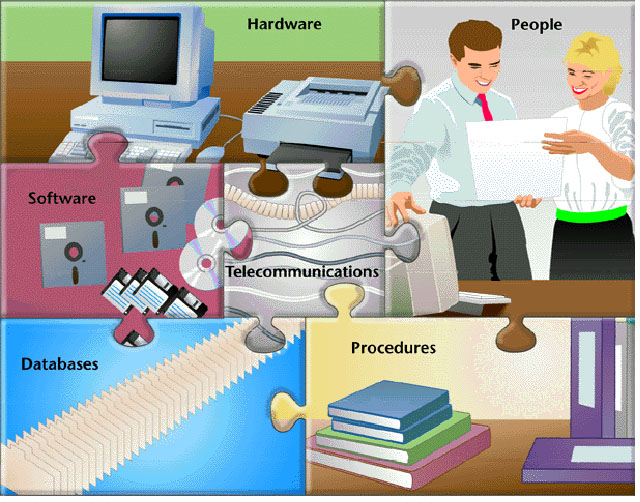 Hardware
People
Software
Telecommunications
Databases
Procedures